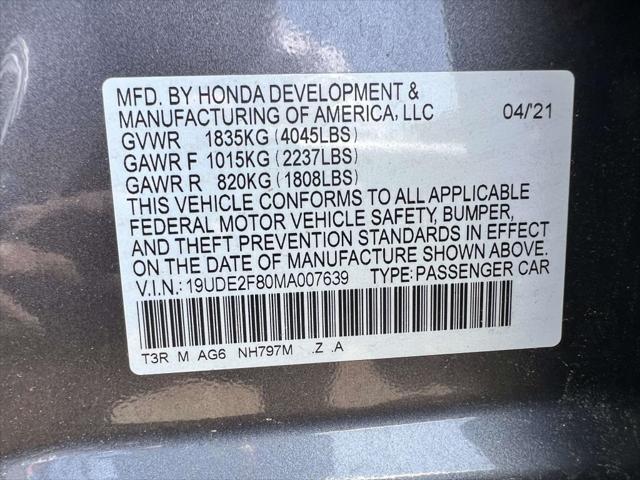 MFD. BY HONDA DEVELOPMENT &
MANUFACTURING OF AMERICA, LLC 04/'21
GVWR 1835KG (4045LBS)
GAWR F 1015KG (2237LBS)
GAWR R 820KG (1808LBS)
THIS VEHICLE CONFORMS TO ALL APPLICABLE
FEDERAL MOTOR VEHICLE SAFETY, BUMPER,
AND THEFT PREVENTION STANDARDS IN EFFECT
ON THE DATE OF MANUFACTURE SHOWN ABOVE.
V.I.N.: 19UDE2F80MA007639 TYPE: PASSENGER CAR
T3R M AG6 NH797M .Z .A